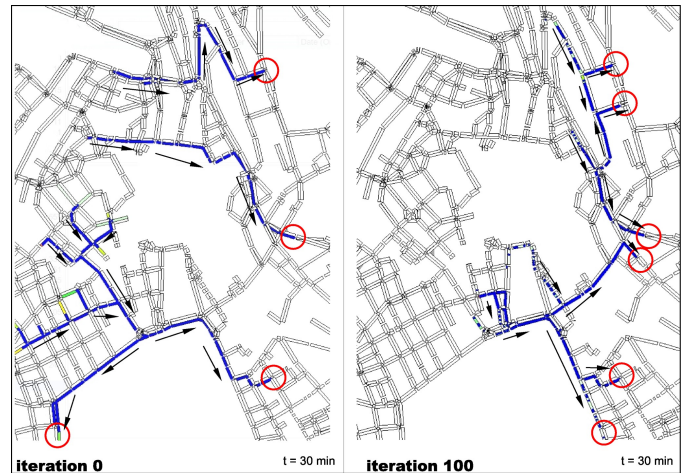 iteration 0
t = 30 min
iteration 100
t = 30 min